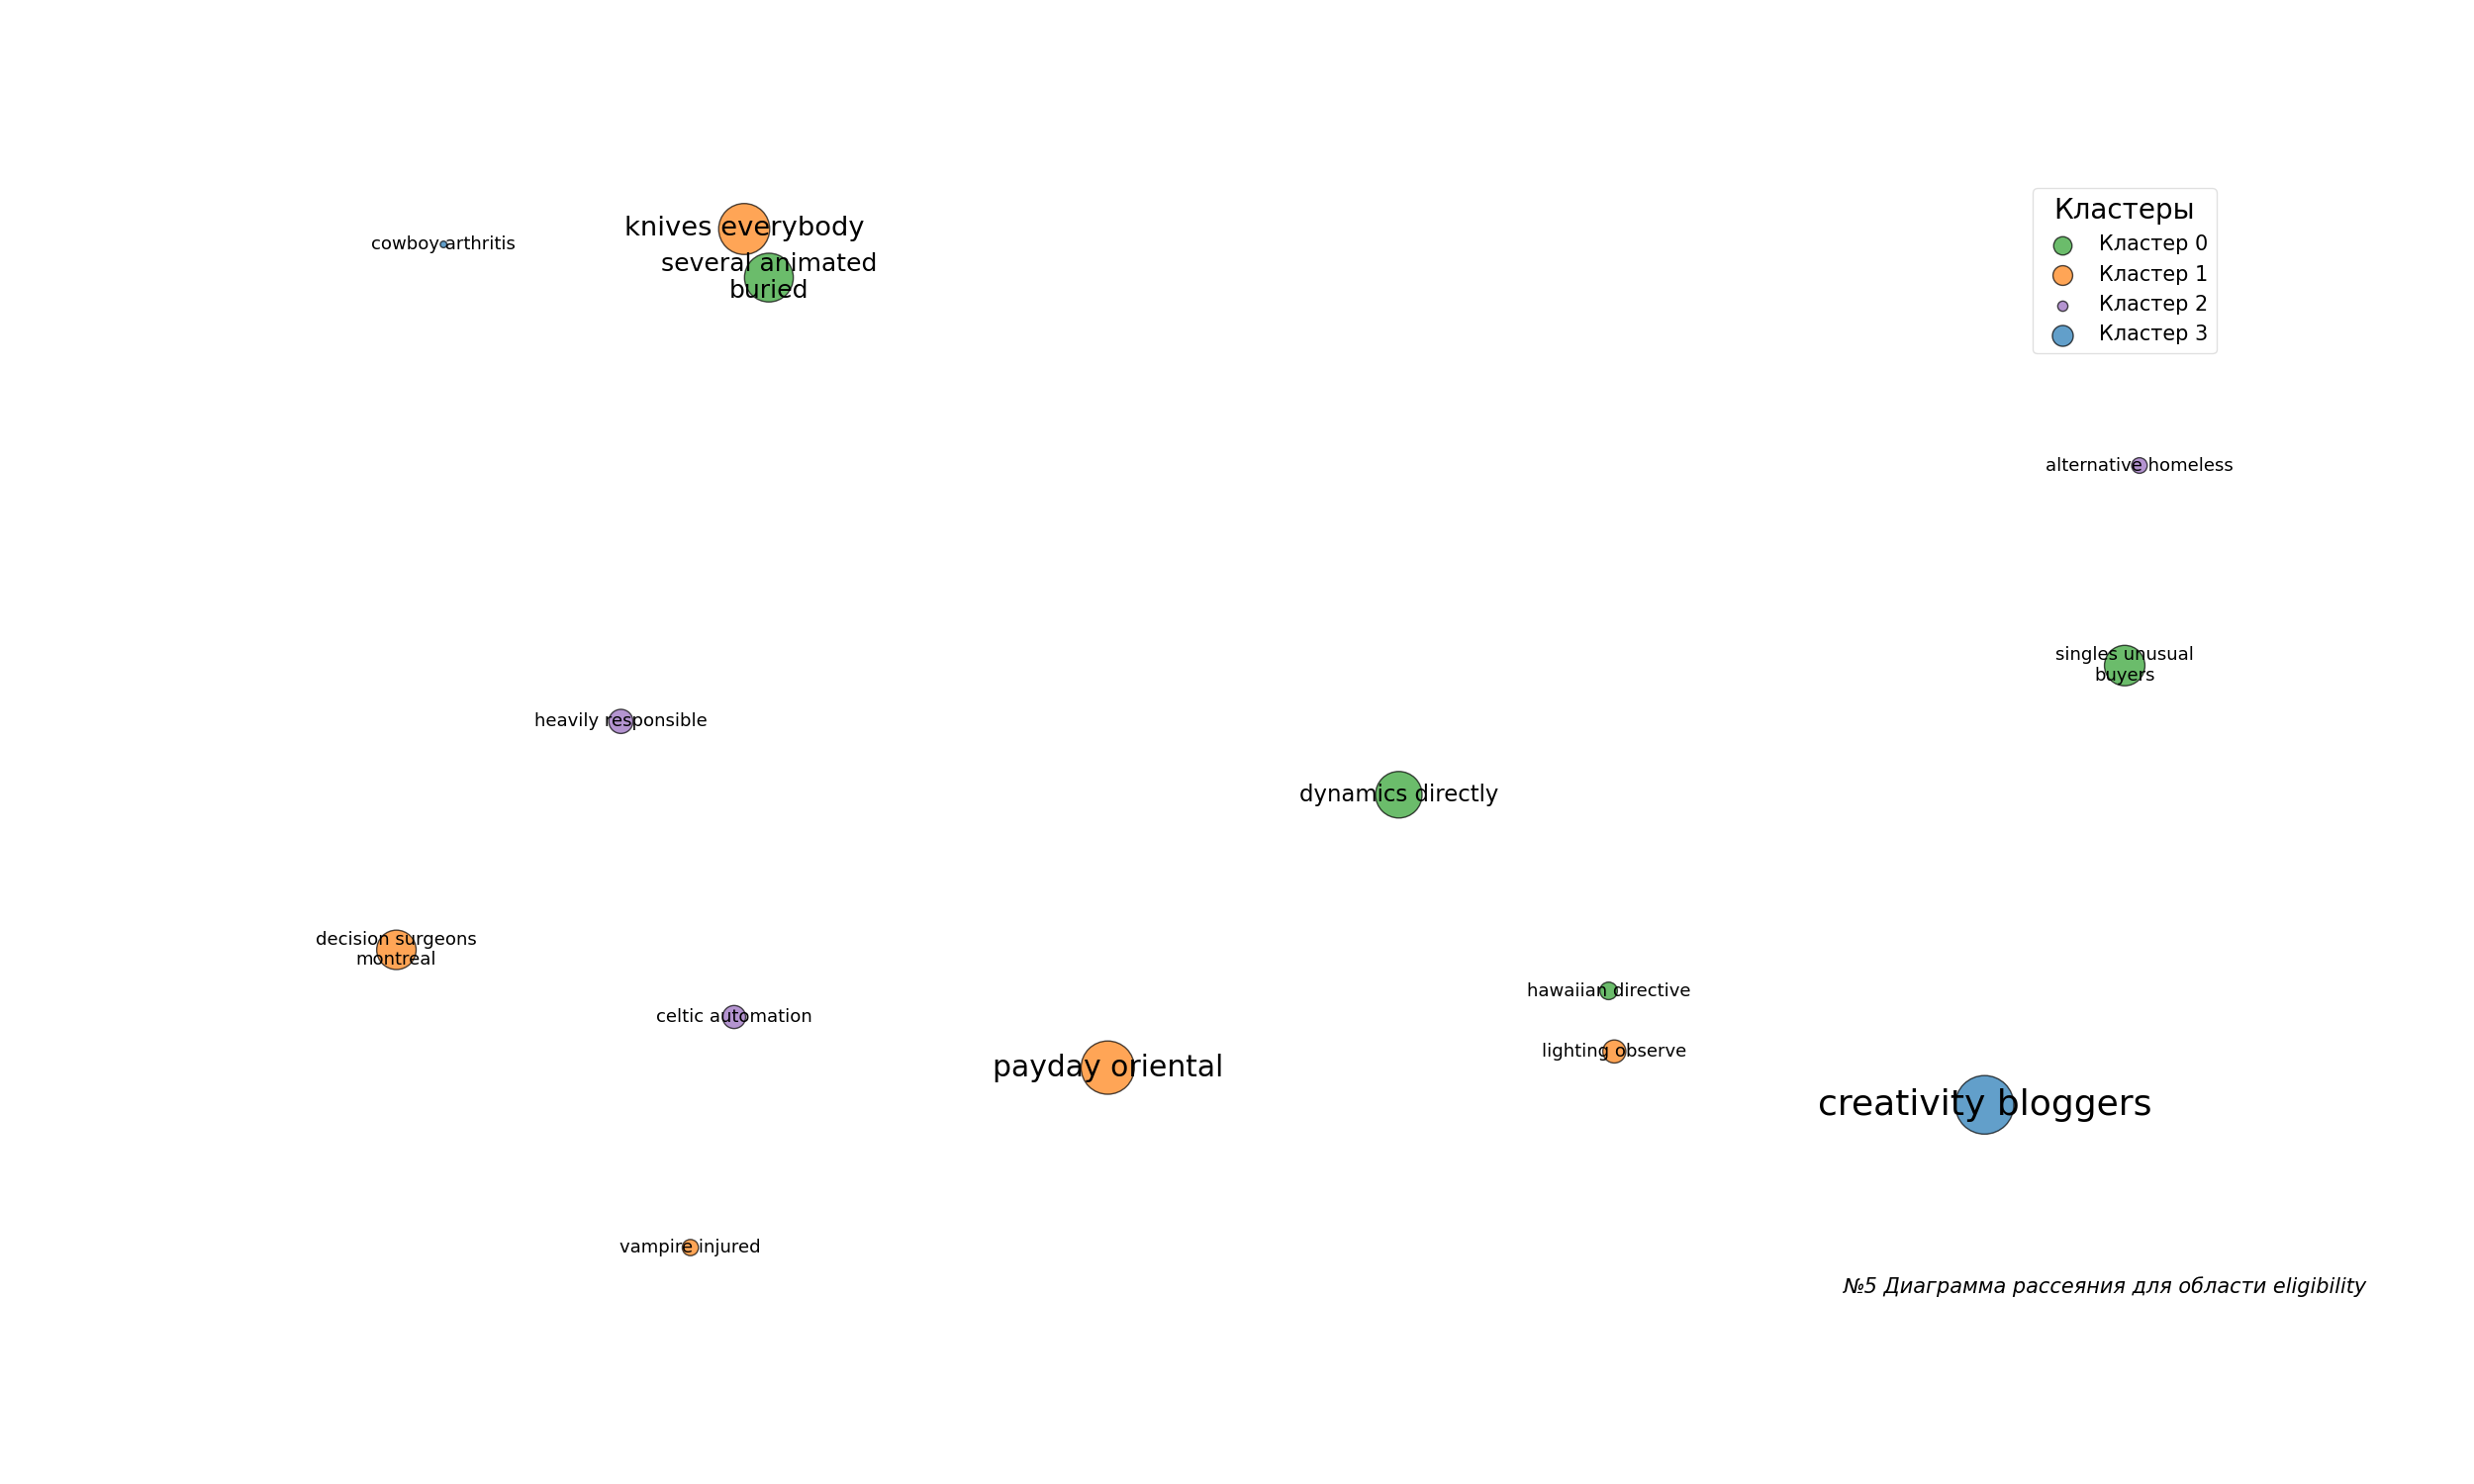 knives everybody
cowboy arthritis
several animated
buried
Кластеры
Кластер 0
Кластер 1
Кластер 2
Кластер 3
alternative homeless
singles unusual
buyers
heavily responsible
dynamics directly
decision surgeons
montreal
hawaiian directive
celtic automation
lighting observe
payday oriental
creativity bloggers
vampire injured
№5 Диаграмма рассеяния для области eligibility